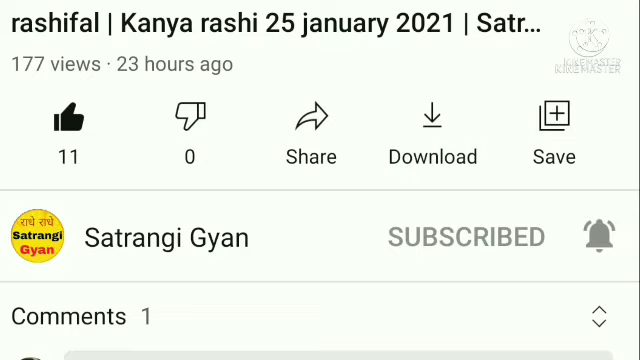 rashifal | Kanya rashi 25 january 2021 | Satr...
177 views · 23 hours ago
KINEMASTER
KINEMASTER
11
0
Share
Download
Save
राधे राधे
Satrangi
Gyan
Satrangi Gyan
SUBSCRIBED
Comments 1